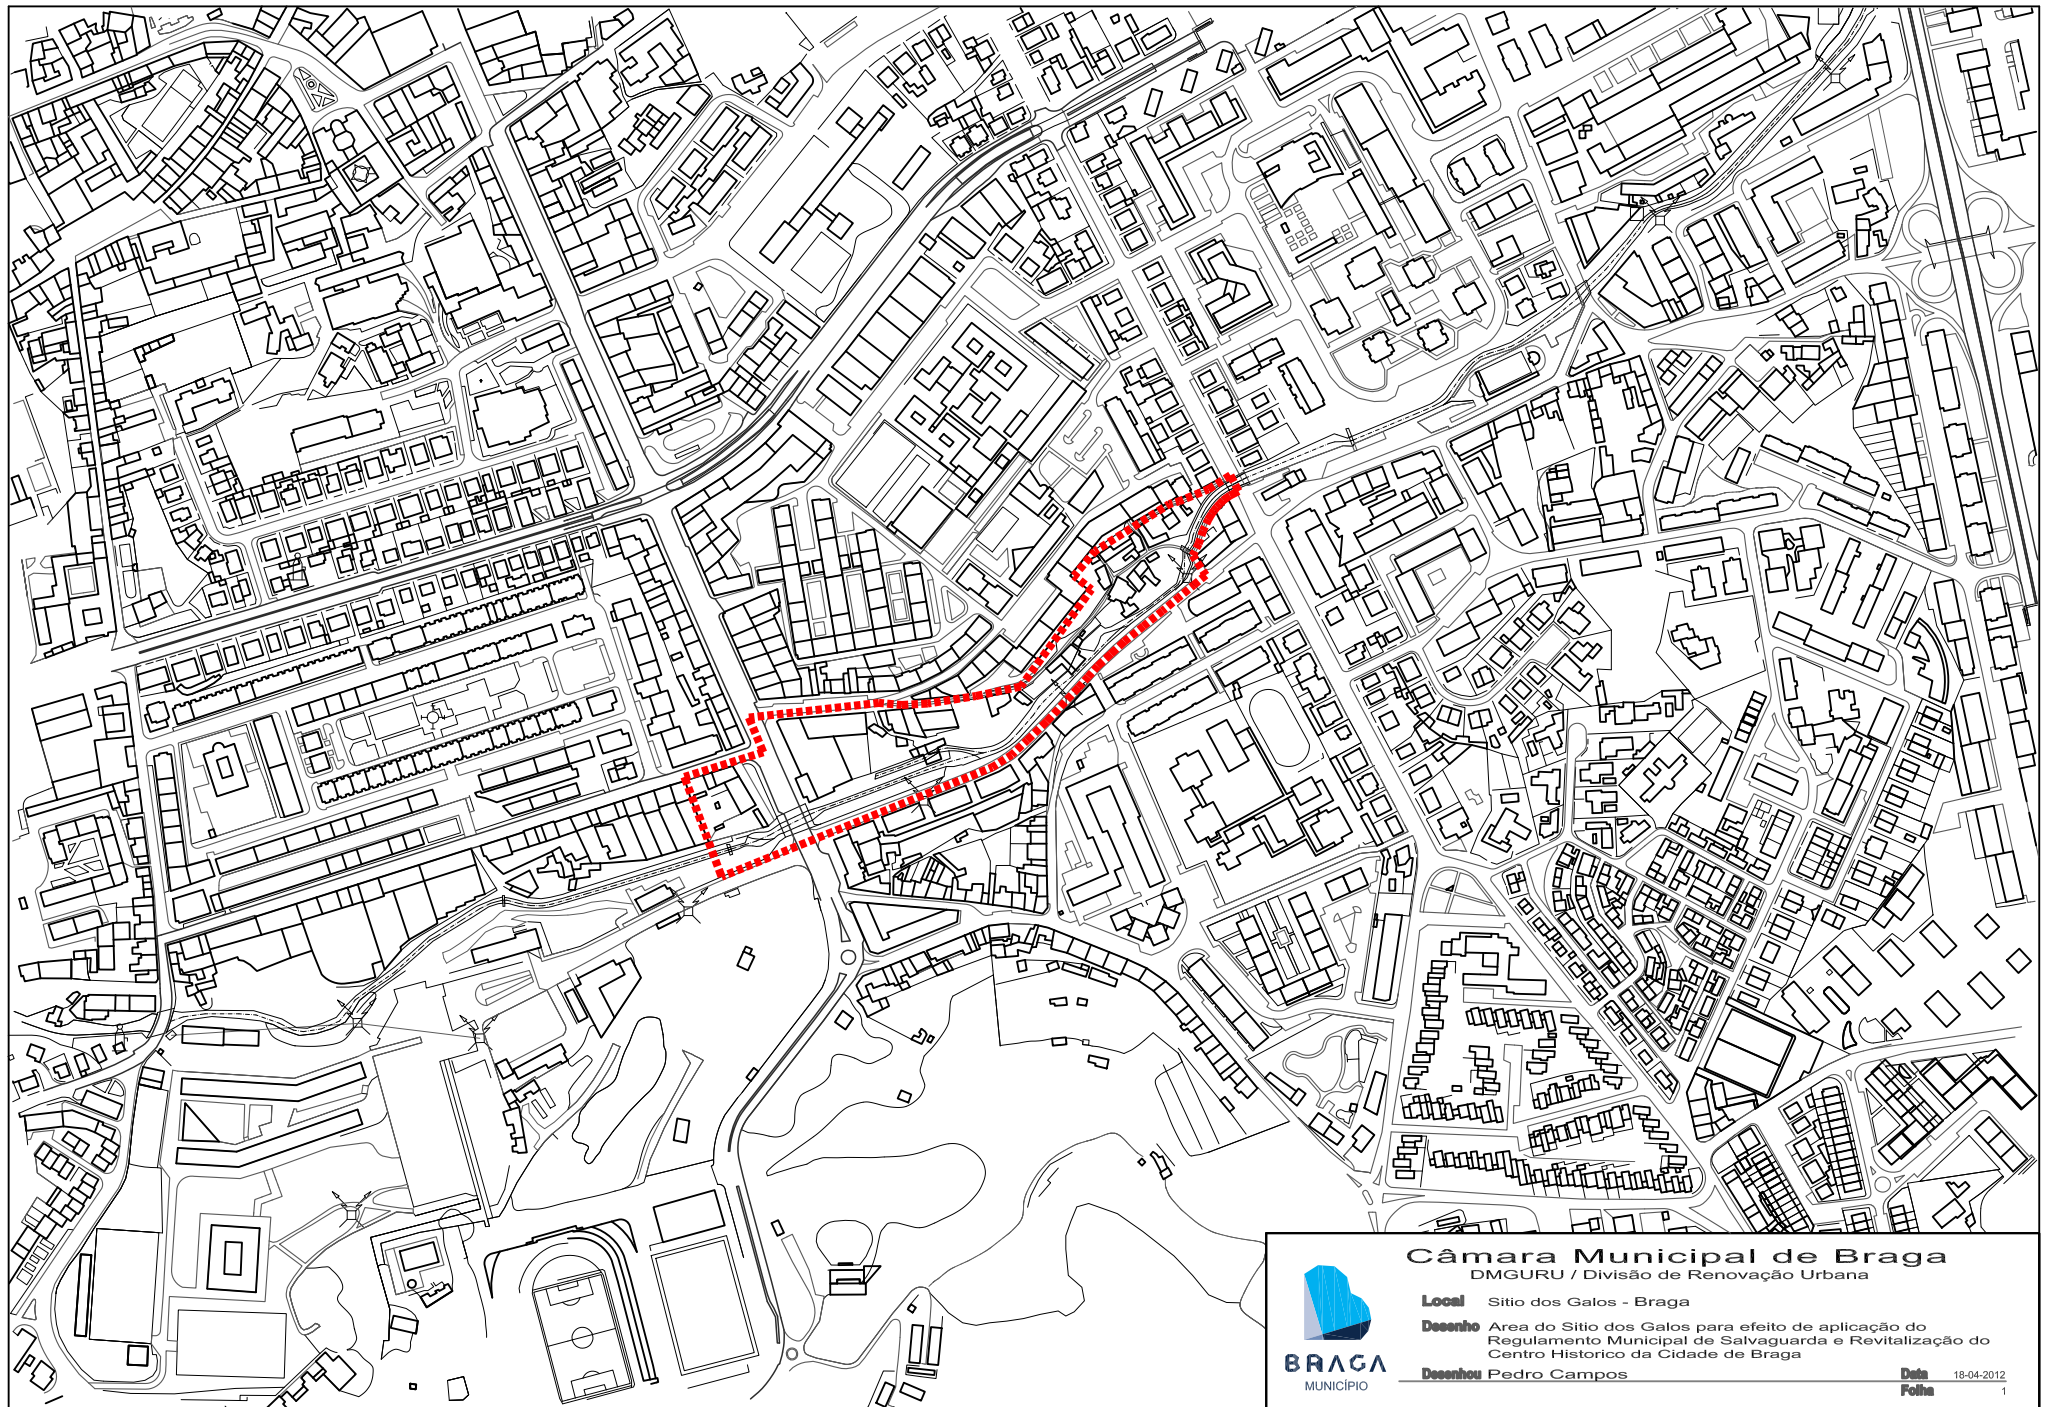 Câmara Municipal de Braga
DMGURU / Divisão de Renovação Urbana
Local Sitio dos Galos - Braga
Desenho Area do Sitio dos Galos para efeito de aplicação do
Regulamento Municipal de Salvaguarda e Revitalização do
Centro Historico da Cidade de Braga
Desenhou Pedro Campos Data 18-04-2012
Folha 1
BRAGA
MUNICÍPIO